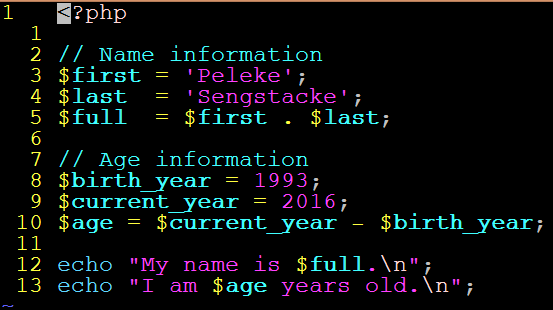 1   <?php
  1
  2 // Name information
  3 $first = 'Peleke';
  4 $last  = 'Sengstacke';
  5 $full  = $first . $last;
  6
  7 // Age information
  8 $birth_year = 1993;
  9 $current_year = 2016;
 10 $age = $current_year - $birth_year;
 11
 12 echo "My name is $full.\n";
 13 echo "I am $age years old.\n";
~